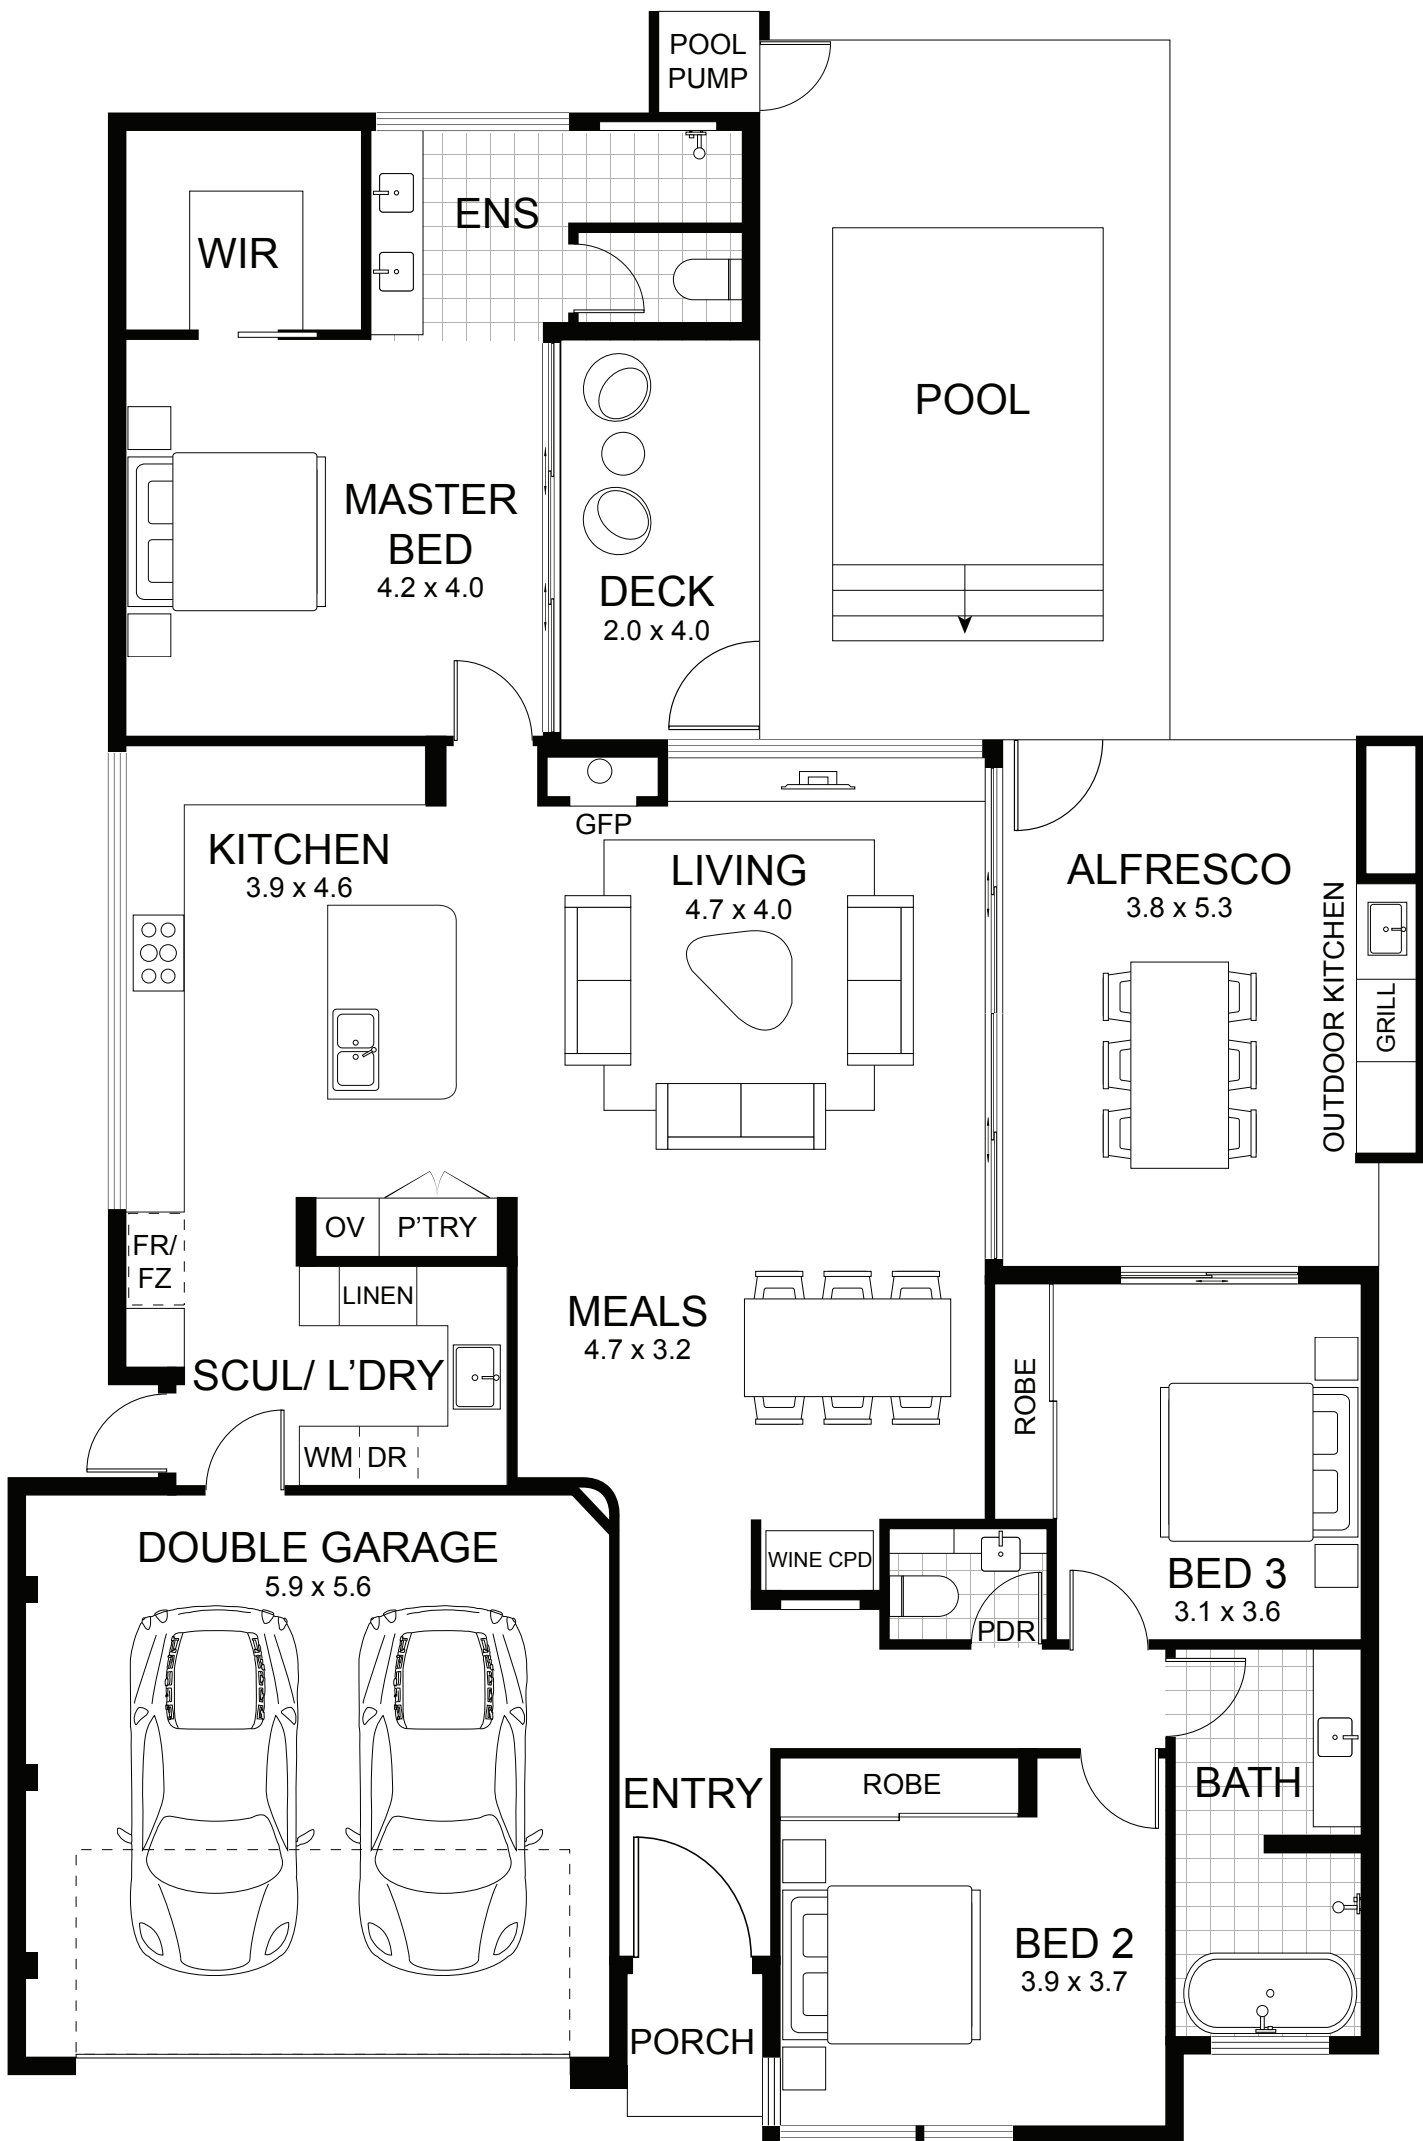 POOL
PUMP
ENS
WIR
POOL
MASTER
BED
4.2 x 4.0
DECK
2.0 x 4.0
GFP
KITCHEN
3.9 x 4.6
LIVING
4.7 x 4.0
ALFRESCO
3.8 x 5.3
OUTDOOR KITCHEN
GRILL
OV
P'TRY
FR/
FZ
LINEN
MEALS
4.7 x 3.2
SCUL/ L'DRY
ROBE
WM
DR
DOUBLE GARAGE
5.9 x 5.6
WINE CPD
BED 3
3.1 x 3.6
PDR
ENTRY
ROBE
BATH
BED 2
3.9 x 3.7
PORCH